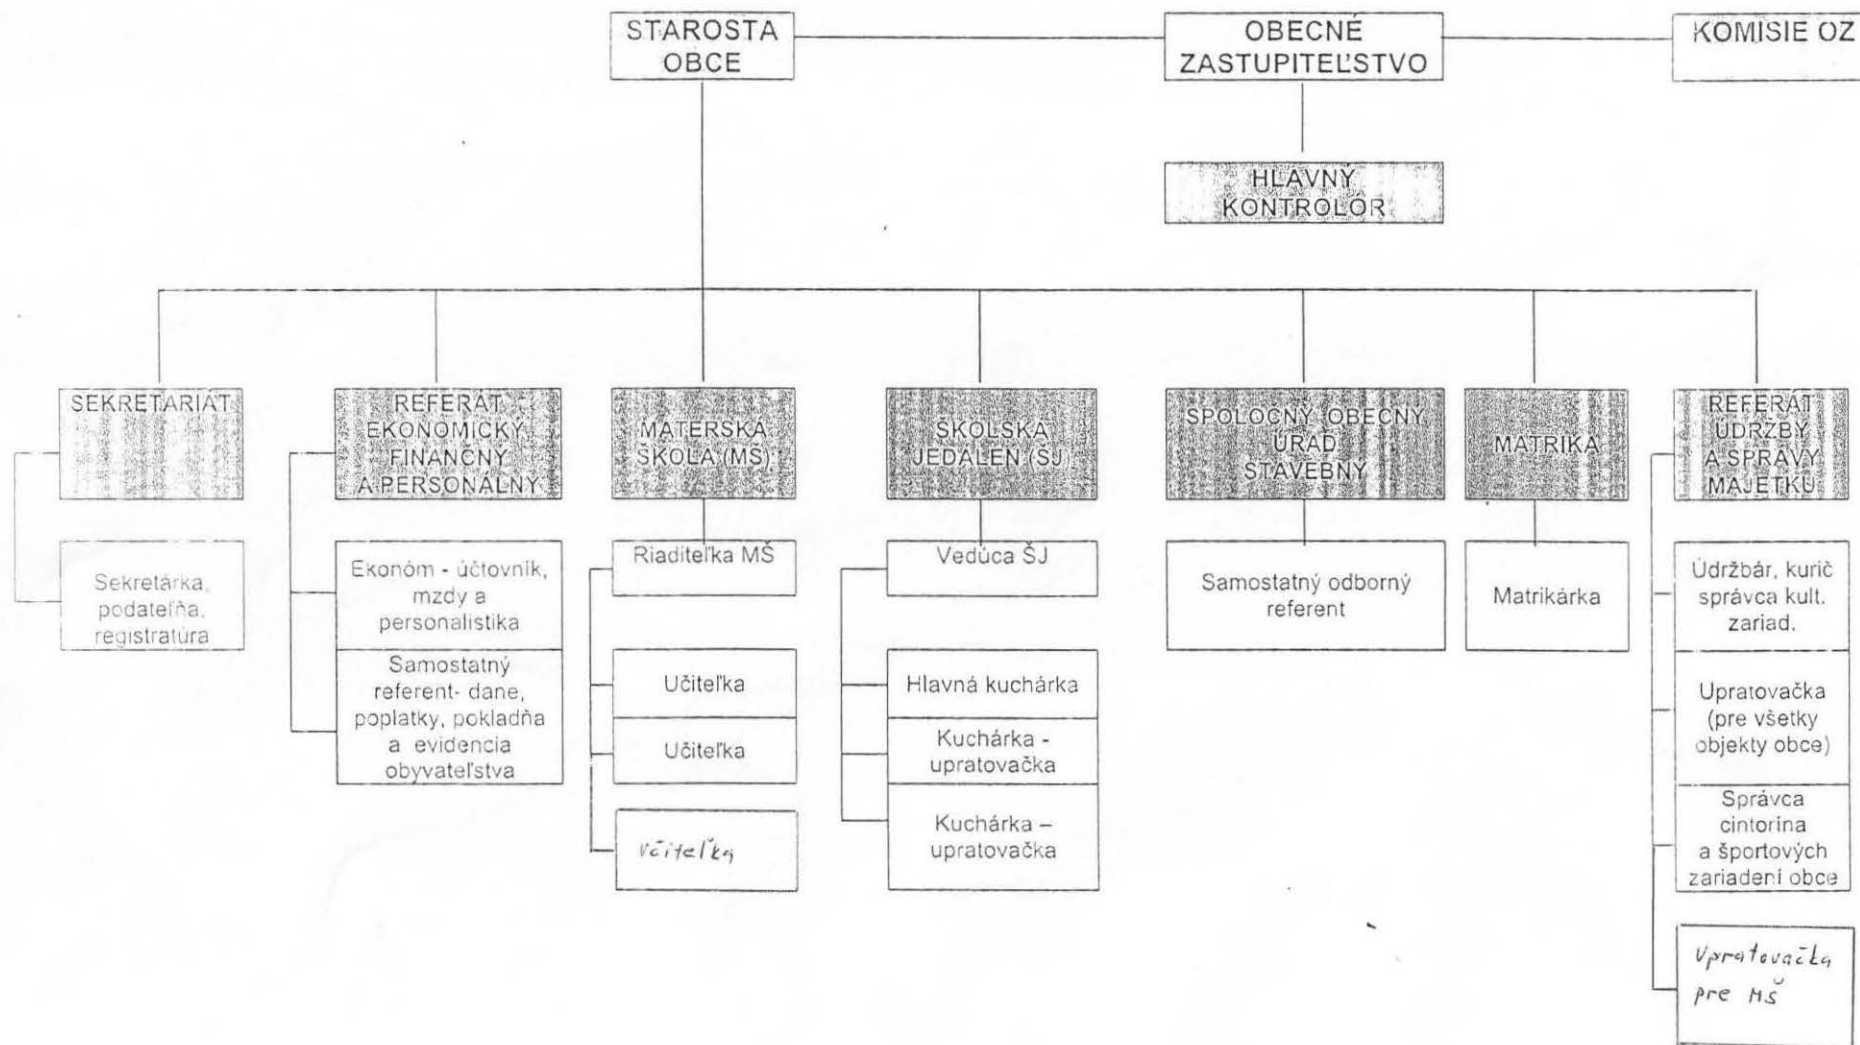 STAROSTA
OBCE
OBECNÉ
ZASTUPITEĽSTVO
KOMISIE OZ
HLAVNÝ
KONTROLÓR
SEKRETARIÁT
REFERÁT
EKONOMICKÝ,
FINANČNÝ
A PERSONÁLNY
MATERSKÁ
ŠKOLA (MŠ)
ŠKOLSKÁ
JEDÁLEŇ (ŠJ)
SPOLOČNÝ OBECNÝ
ÚRAD
STAVEBNÝ
MATRIKA
REFERÁT
ÚDRŽBY
A SPRÁVY
MAJETKU
Sekretárka,
podateľňa,
registratúra
Ekonóm - účtovník,
mzdy a
personalistika
Samostatný
referent- dane,
poplatky, pokladňa
a evidencia
obyvateľstva
Riaditeľka MŠ
Učiteľka
Učiteľka
Učiteľka
Vedúca ŠJ
Hlavná kuchárka
Kuchárka -
upratovačka
Kuchárka –
upratovačka
Samostatný odborný
referent
Matrikárka
Údržbár, kurič
správca kult.
zariad.
Upratovačka
(pre všetky
objekty obce)
Správca
cintorína
a športových
zariadení obce
Upratovačka
pre MŠ